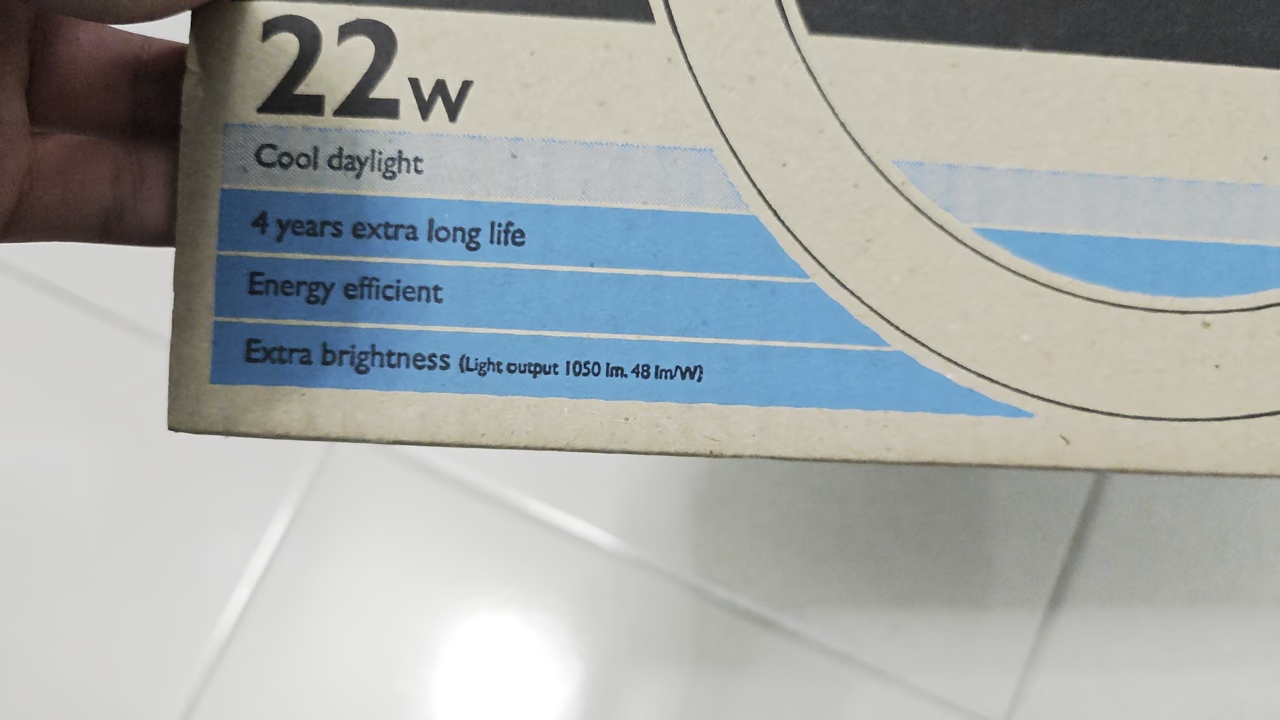 22w
Cool daylight
4 years extra long life
Energy efficient
Extra brightness (Light output 1050 lm. 48 lm/W)